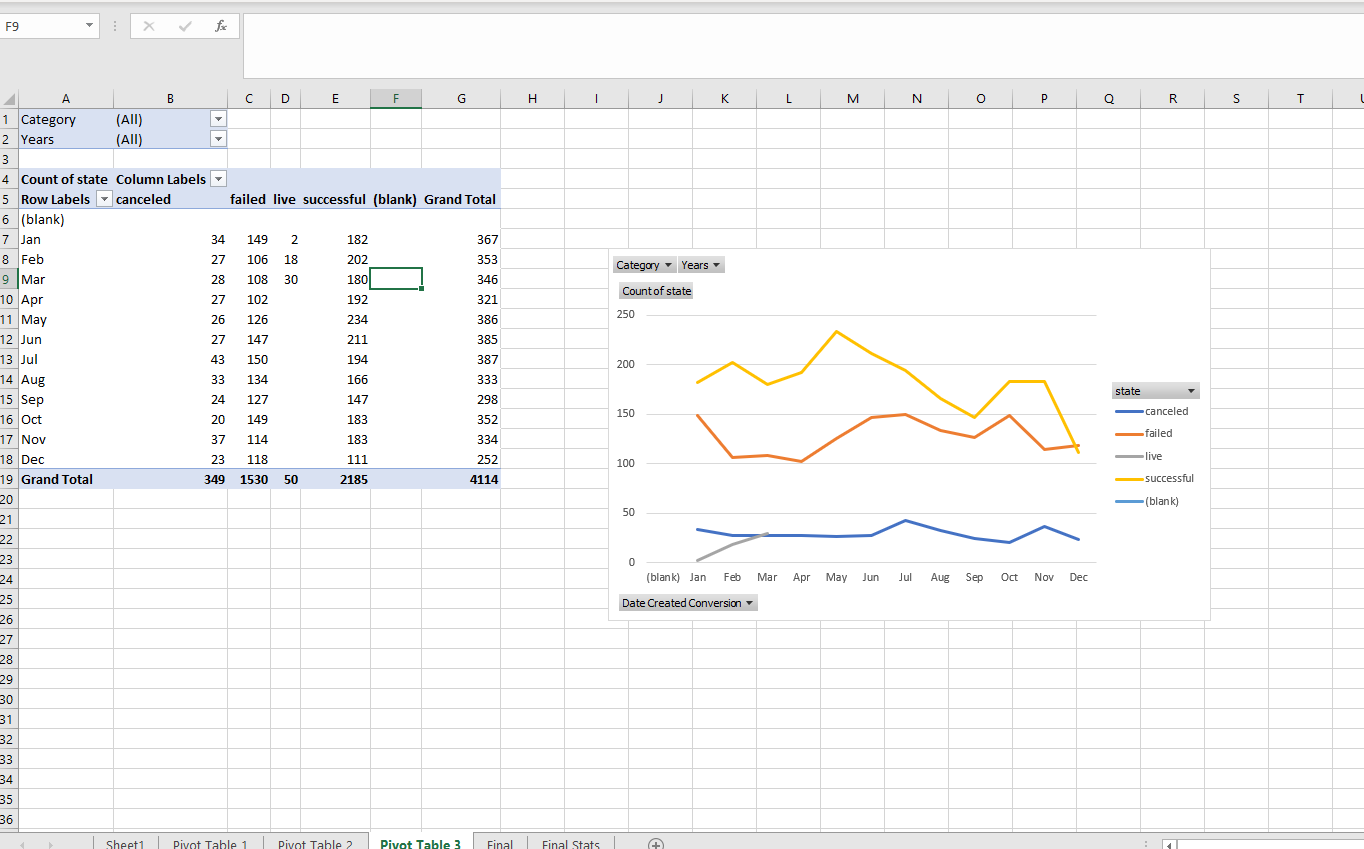 F9
fx
A B C D E F G H I J K L M N O P Q R S T
1 Category (All)
2 Years (All)
3
4 Count of state Column Labels
5 Row Labels canceled failed live successful (blank) Grand Total
6 (blank)
7 Jan 34 149 2 182 367
8 Feb 27 106 18 202 353
9 Mar 28 108 30 180 346
10 Apr 27 102 192 321
11 May 26 126 234 386
12 Jun 27 147 211 385
13 Jul 43 150 194 387
14 Aug 33 134 166 333
15 Sep 24 127 147 298
16 Oct 20 149 183 352
17 Nov 37 114 183 334
18 Dec 23 118 111 252
19 Grand Total 349 1530 50 2185 4114
20
21
22
23
24
25
26
27
28
29
30
31
32
33
34
35
36
Category Years
Count of state
250
200
150
100
50
0
(blank) Jan Feb Mar Apr May Jun Jul Aug Sep Oct Nov Dec
Date Created Conversion
state
canceled
failed
live
successful
(blank)
Sheet1 Pivot Table 1 Pivot Table 2 Pivot Table 3 Final Final Stats